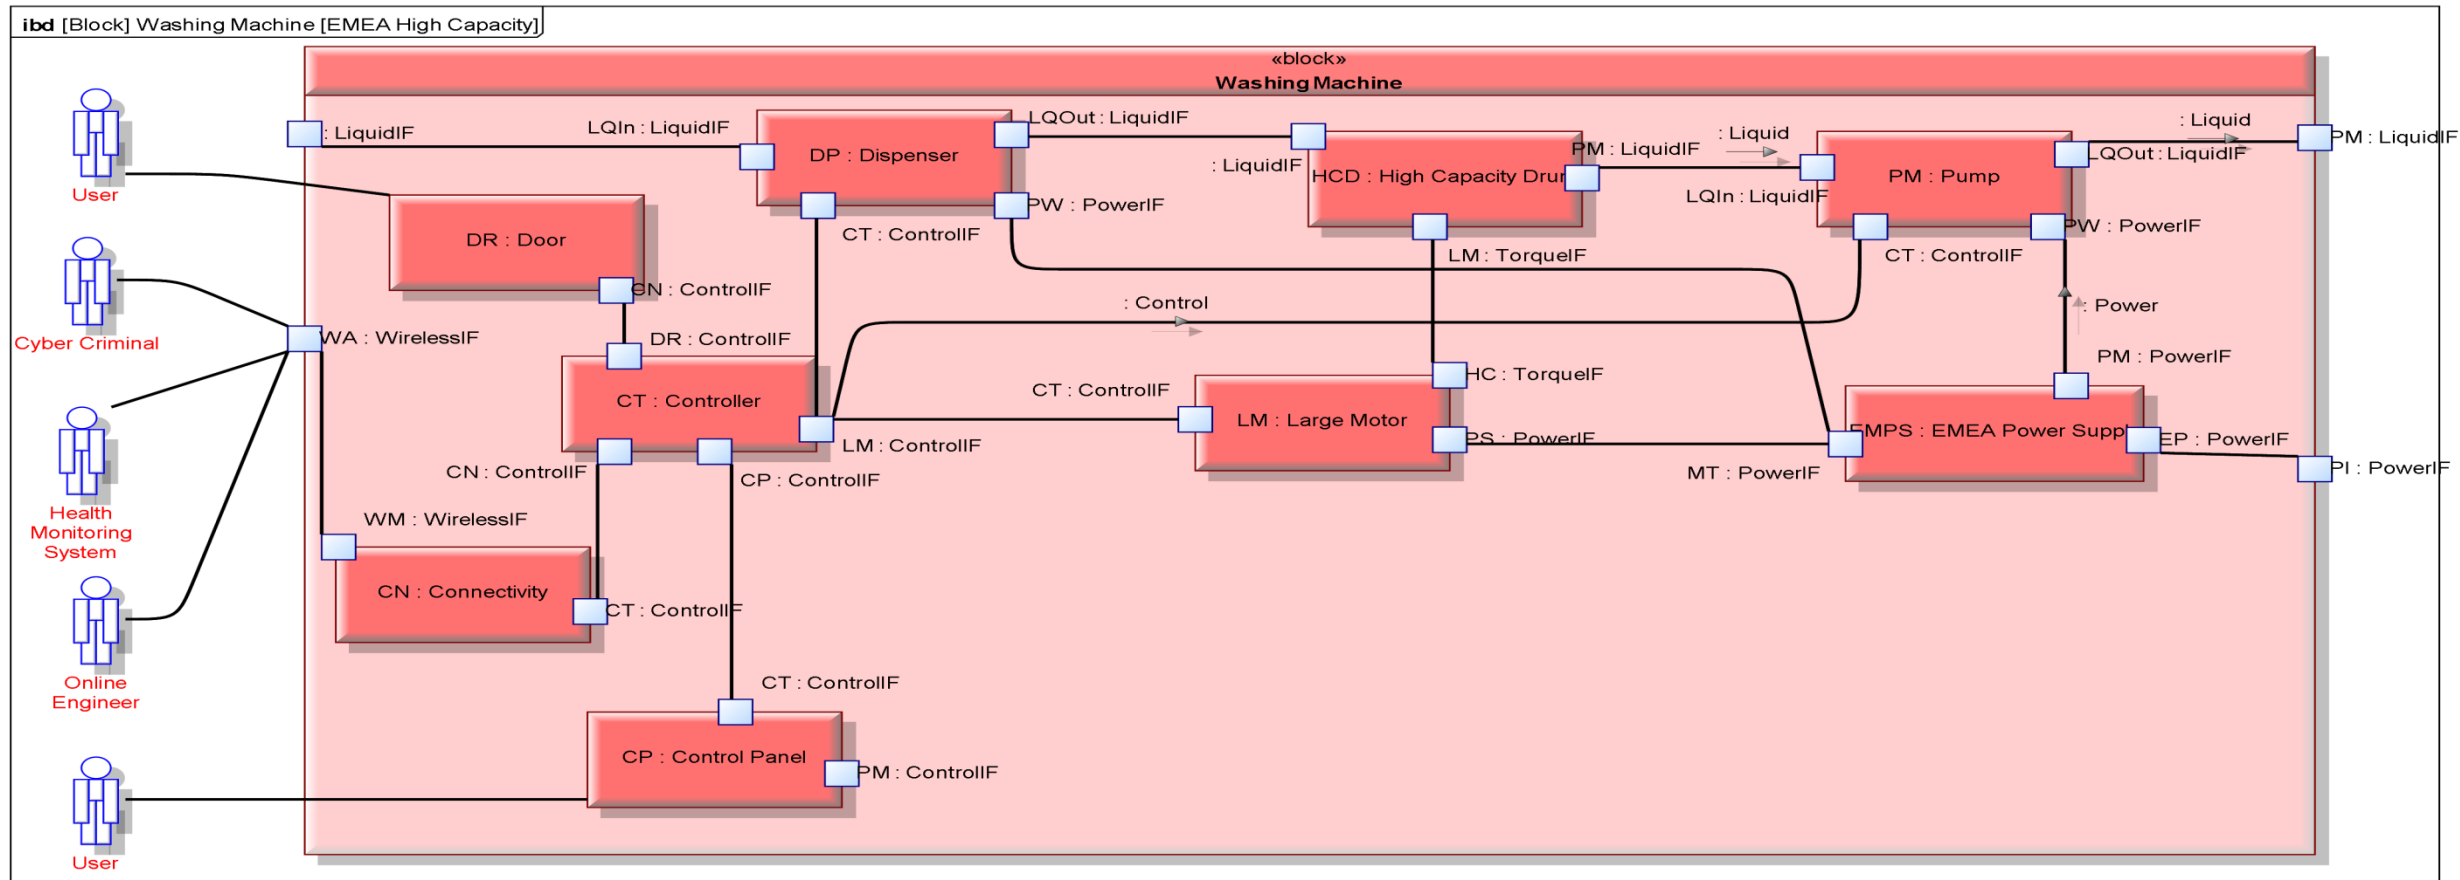 ibd [Block] Washing Machine [EMEA High Capacity]
«block»
Washing Machine
User
Cyber Criminal
Health
Monitoring
System
Online
Engineer
User
: LiquidIF
LQIn : LiquidIF
DP : Dispenser
LQOut : LiquidIF
: LiquidIF
CT : ControlIF
PW : PowerIF
HCD : High Capacity Drum
PM : LiquidIF
: Liquid
LQIn : LiquidIF
LM : TorqueIF
PM : Pump
LQOut : LiquidIF
: Liquid
PM : LiquidIF
CT : ControlIF
PW : PowerIF
DR : Door
CN : ControlIF
: Control
: Power
WA : WirelessIF
DR : ControlIF
PM : PowerIF
CT : Controller
LM : ControlIF
CN : ControlIF
CP : ControlIF
CT : ControlIF
LM : Large Motor
HC : TorqueIF
PS : PowerIF
MT : PowerIF
EMPS : EMEA Power Suppl
EP : PowerIF
PI : PowerIF
WM : WirelessIF
CN : Connectivity
CT : ControlIF
CT : ControlIF
CP : Control Panel
PM : ControlIF